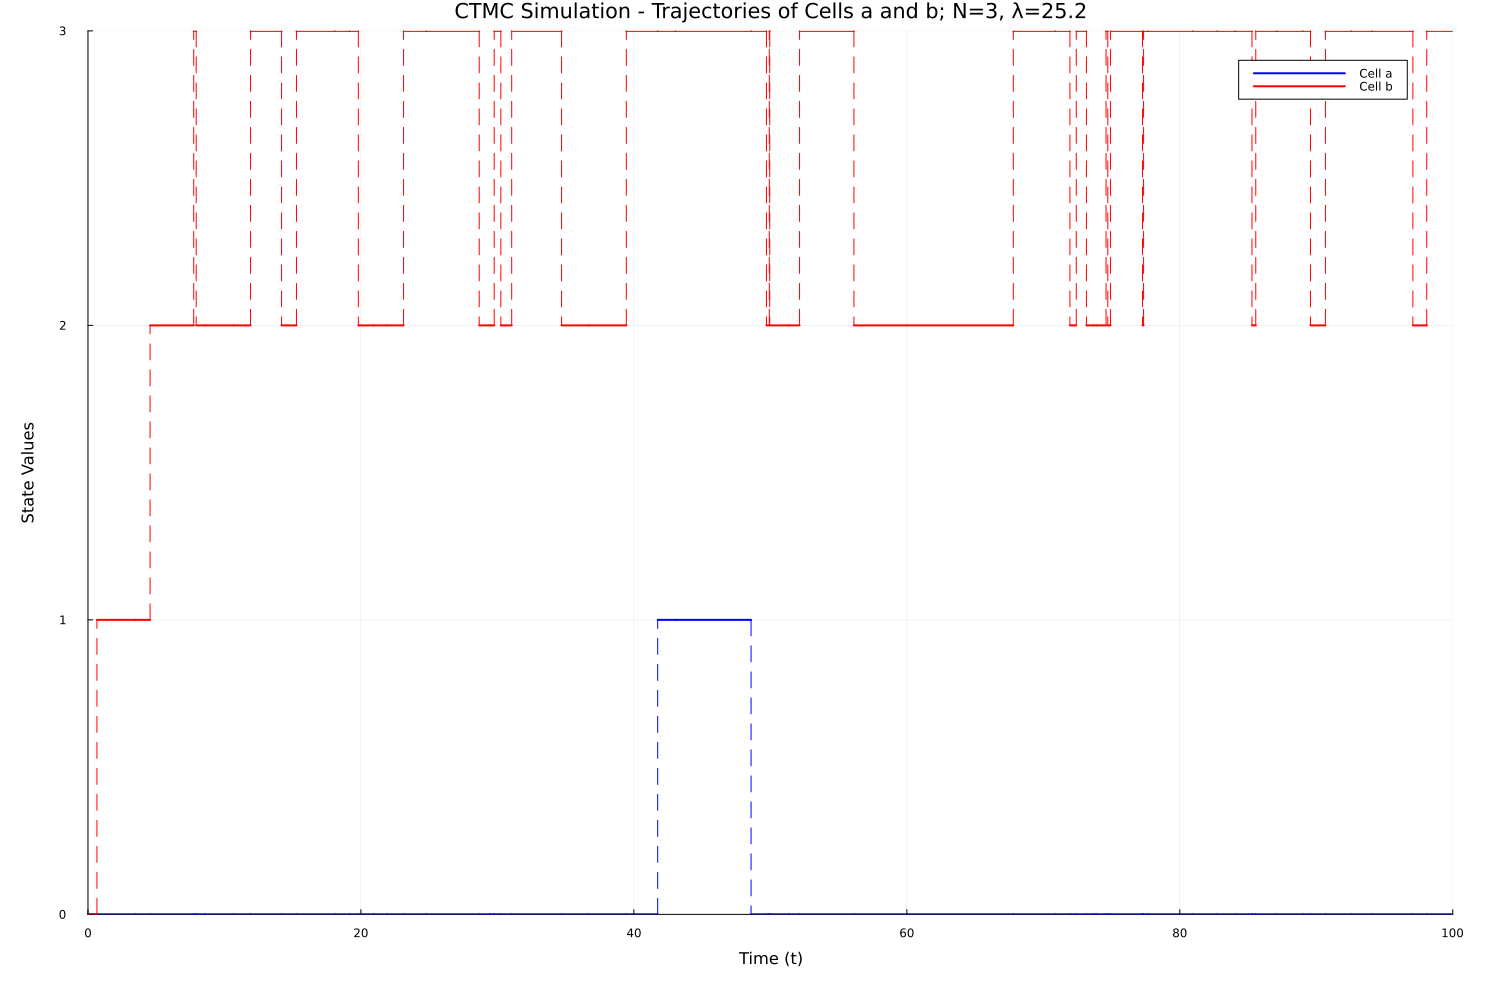 CTMC Simulation - Trajectories of Cells a and b; N=3, λ=25.2
3
Cell a
Cell b
2
State Values
1
0
0 20 40 60 80 100
Time (t)